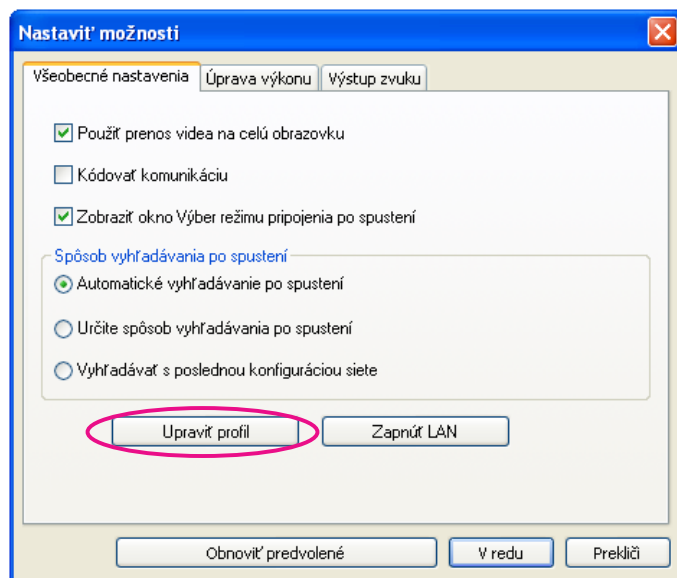 Nastaviť možnosti
Všeobecné nastavenia Úprava výkonu Výstup zvuku
Použiť prenos videa na celú obrazovku
Kódovať komunikáciu
Zobraziť okno Výber režimu pripojenia po spustení
Spôsob vyhľadávania po spustení
Automatické vyhľadávanie po spustení
Určite spôsob vyhľadávania po spustení
Vyhľadávať s poslednou konfiguráciou siete
Upraviť profil Zapnúť LAN
Obnoviť predvolené V redu Prekliči